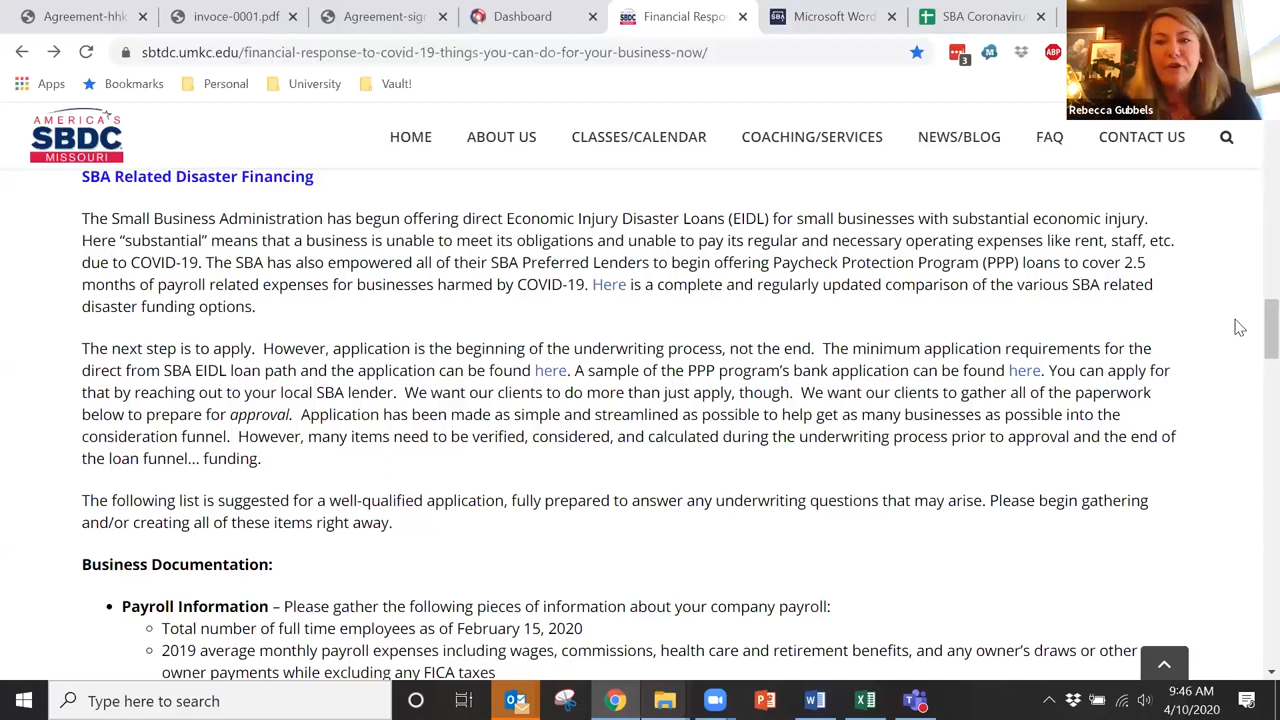 Agreement-hhk
invoce-0001.pdf
Agreement-sig
Dashboard
Financial Respo
Microsoft Word
SBA Coronaviru
sbtdc.umkc.edu/financial-response-to-covid-19-things-you-can-do-for-your-business-now/
3
M
ABP
Apps
Bookmarks
Personal
University
Vault!
Rebecca Gubbels
AMERICA'S
SBDC
MISSOURI
HOME
ABOUT US
CLASSES/CALENDAR
COACHING/SERVICES
NEWS/BLOG
FAQ
CONTACT US
SBA Related Disaster Financing
The Small Business Administration has begun offering direct Economic Injury Disaster Loans (EIDL) for small businesses with substantial economic injury.
Here “substantial” means that a business is unable to meet its obligations and unable to pay its regular and necessary operating expenses like rent, staff, etc.
due to COVID-19. The SBA has also empowered all of their SBA Preferred Lenders to begin offering Paycheck Protection Program (PPP) loans to cover 2.5
months of payroll related expenses for businesses harmed by COVID-19. Here is a complete and regularly updated comparison of the various SBA related
disaster funding options.
The next step is to apply. However, application is the beginning of the underwriting process, not the end. The minimum application requirements for the
direct from SBA EIDL loan path and the application can be found here. A sample of the PPP program’s bank application can be found here. You can apply for
that by reaching out to your local SBA lender. We want our clients to do more than just apply, though. We want our clients to gather all of the paperwork
below to prepare for approval. Application has been made as simple and streamlined as possible to help get as many businesses as possible into the
consideration funnel. However, many items need to be verified, considered, and calculated during the underwriting process prior to approval and the end of
the loan funnel... funding.
The following list is suggested for a well-qualified application, fully prepared to answer any underwriting questions that may arise. Please begin gathering
and/or creating all of these items right away.
Business Documentation:
• Payroll Information – Please gather the following pieces of information about your company payroll:
◦ Total number of full time employees as of February 15, 2020
◦ 2019 average monthly payroll expenses including wages, commissions, health care and retirement benefits, and any owner’s draws or other
owner payments while excluding any FICA taxes
Type here to search
9:46 AM
4/10/2020